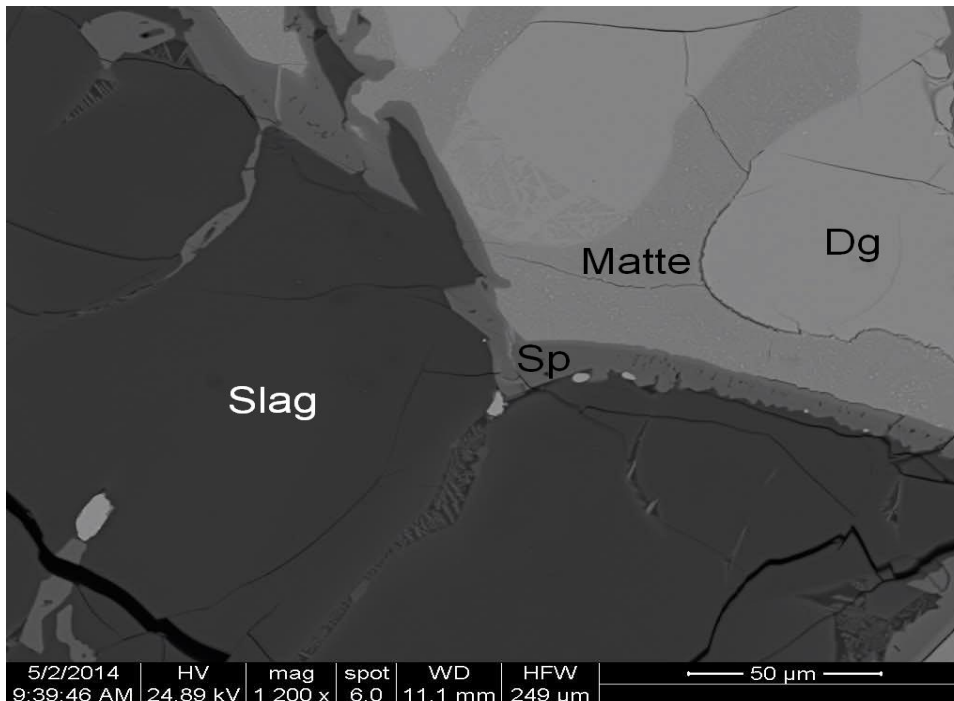 Matte
Dg
Sp
Slag
5/2/2014 HV mag spot WD HFW 50 µm
9:39:46 AM 24.89 kV 1 200 x 6.0 11.1 mm 249 µm